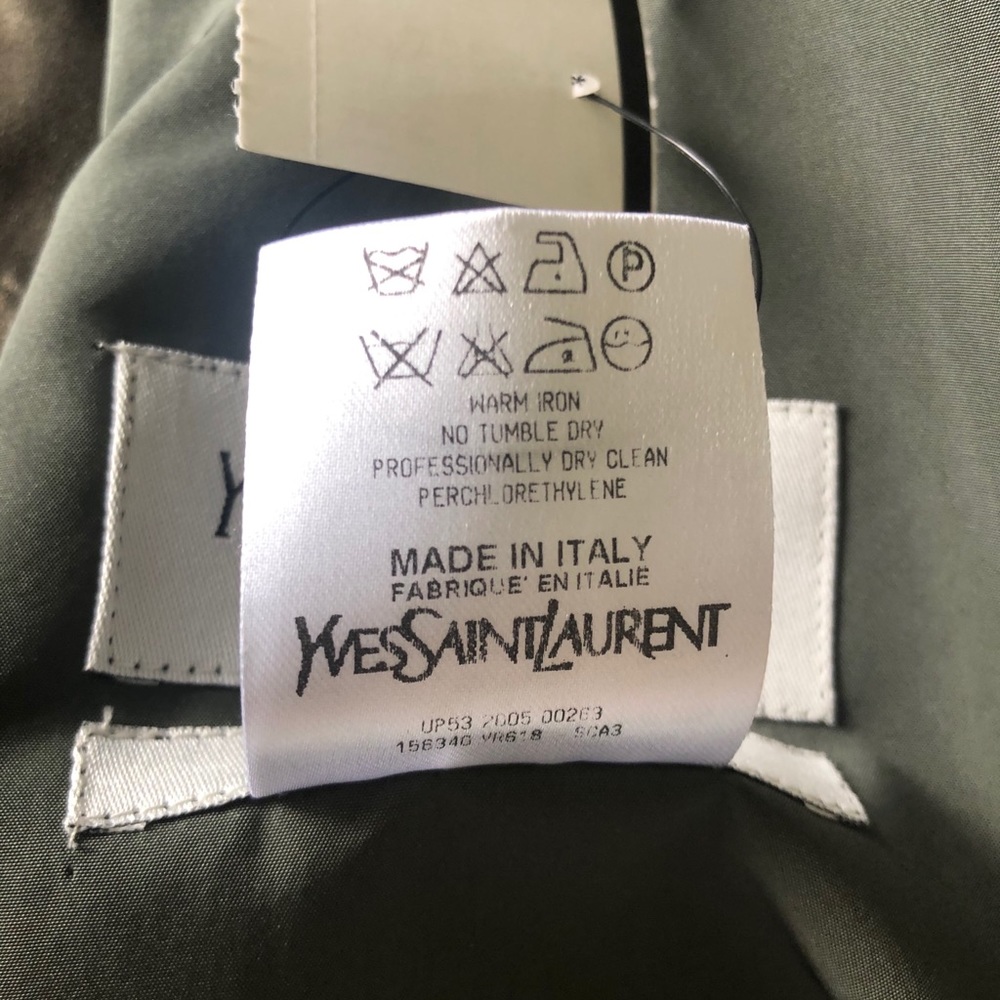 P
WARM IRON
NO TUMBLE DRY
PROFESSIONALLY DRY CLEAN
PERCHLORETHYLENE
MADE IN ITALY
FABRIQUE' EN ITALIE
YVESSAINTLAURENT
Y
UP53 2005 00263
156340 YR618 SCA3